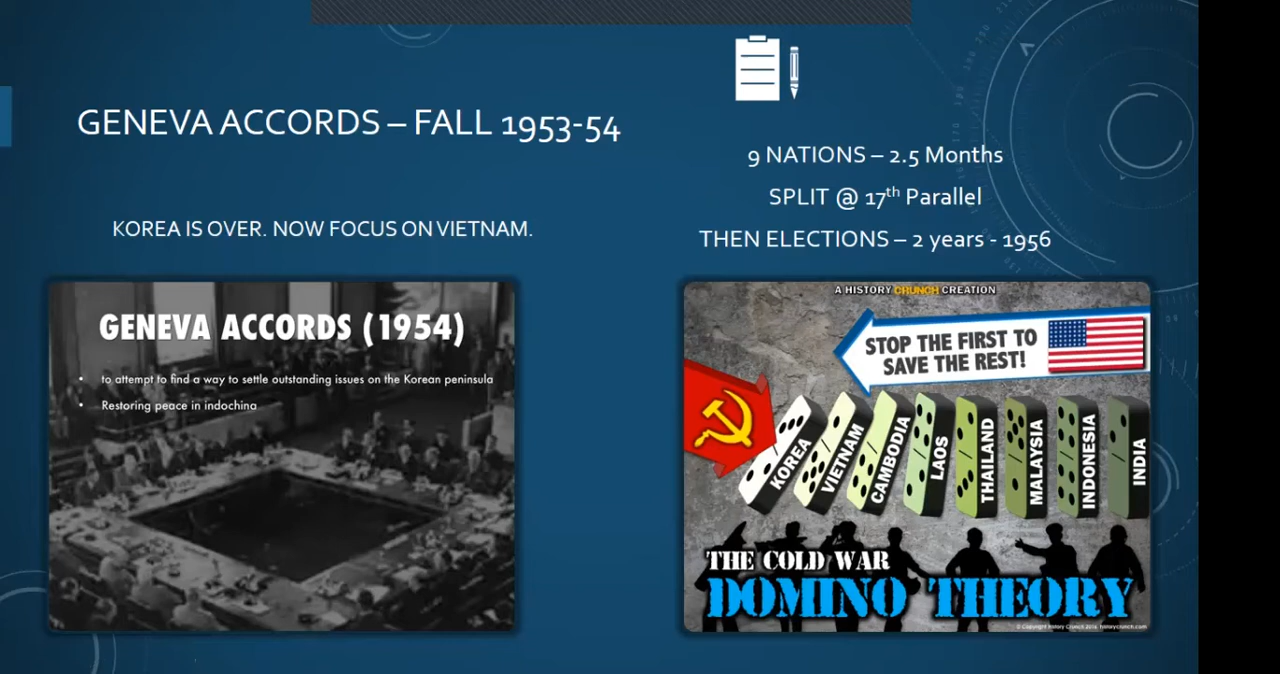 GENEVA ACCORDS – FALL 1953-54
KOREA IS OVER. NOW FOCUS ON VIETNAM.
9 NATIONS – 2.5 Months
SPLIT @ 17th Parallel
THEN ELECTIONS – 2 years - 1956
GENEVA ACCORDS (1954)
• to attempt to find a way to settle outstanding issues on the Korean peninsula
• Restoring peace in indochina
A HISTORY CRUNCH CREATION
STOP THE FIRST TO
SAVE THE REST!
KOREA
VIETNAM
CAMBODIA
LAOS
THAILAND
MALAYSIA
INDONESIA
INDIA
THE COLD WAR
DOMINO THEORY